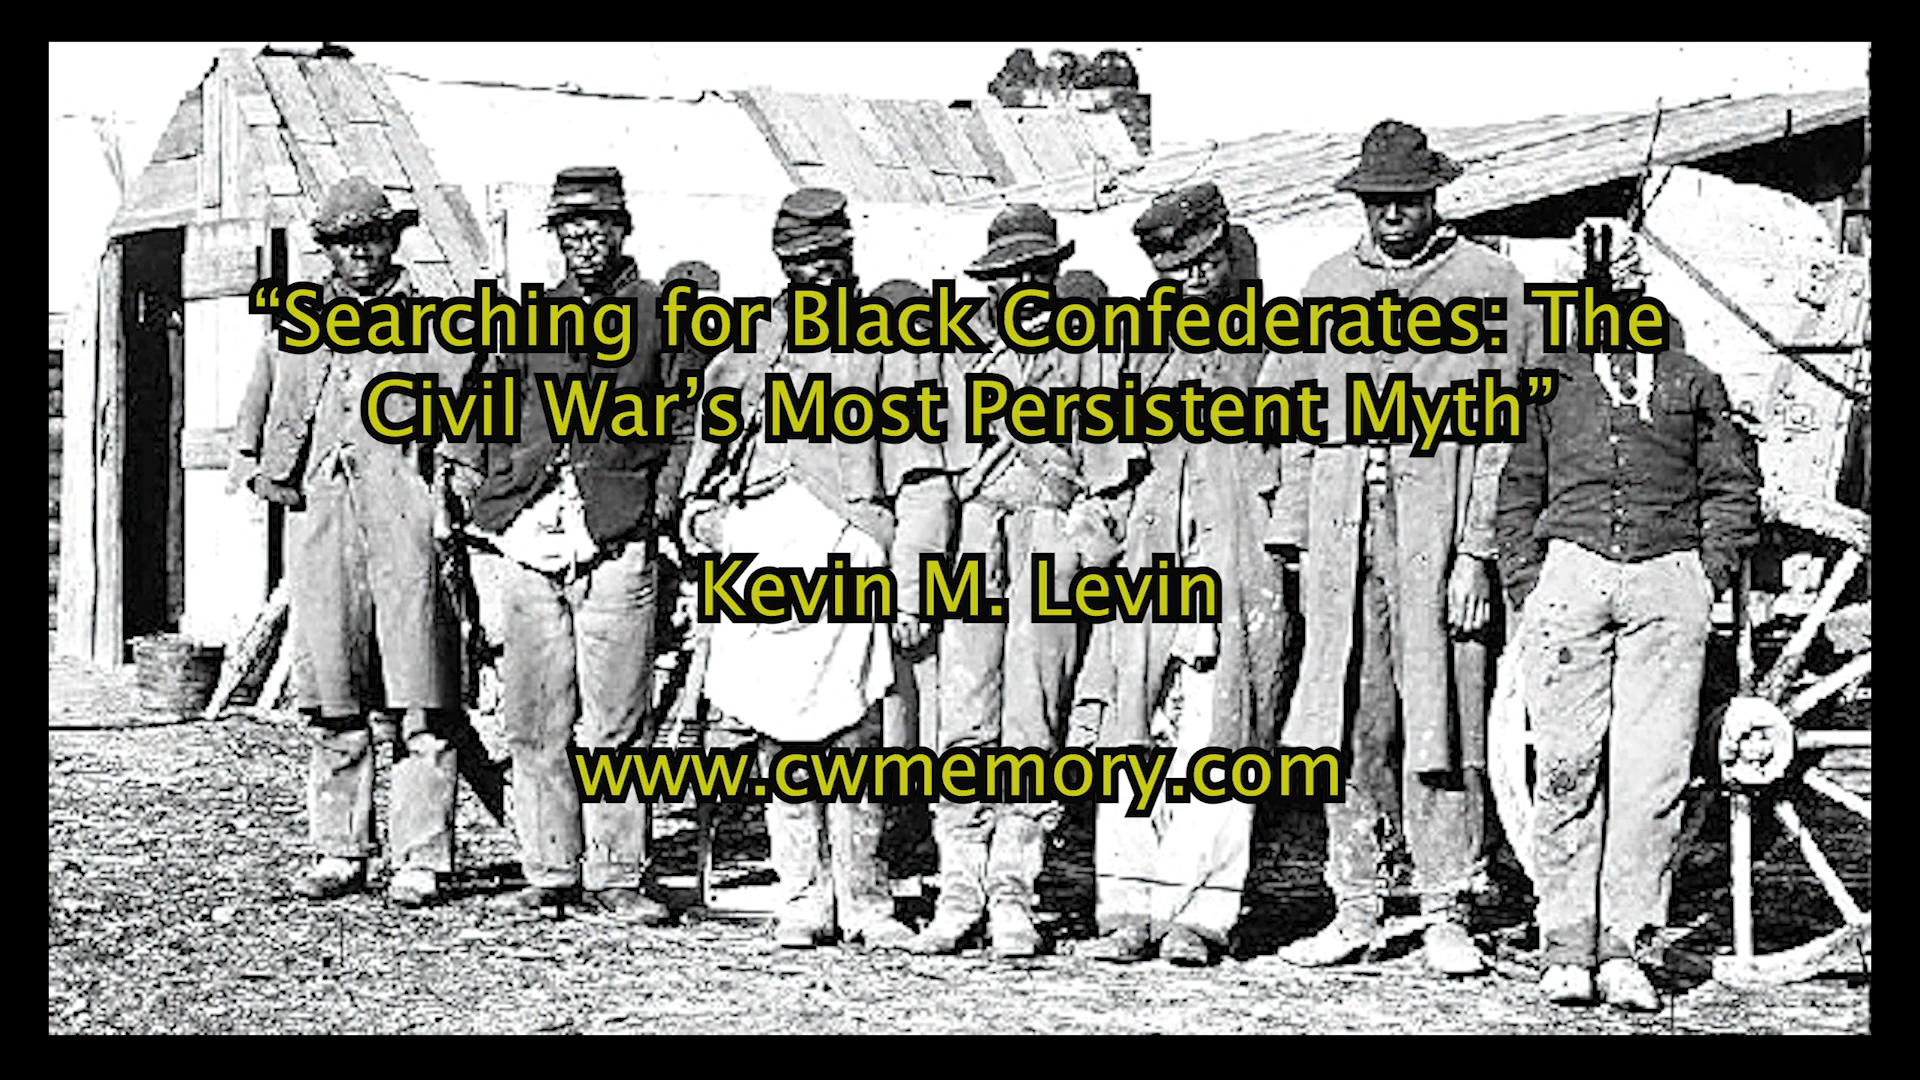 “Searching for Black Confederates: The
Civil War’s Most Persistent Myth”
Kevin M. Levin
www.cwmemory.com